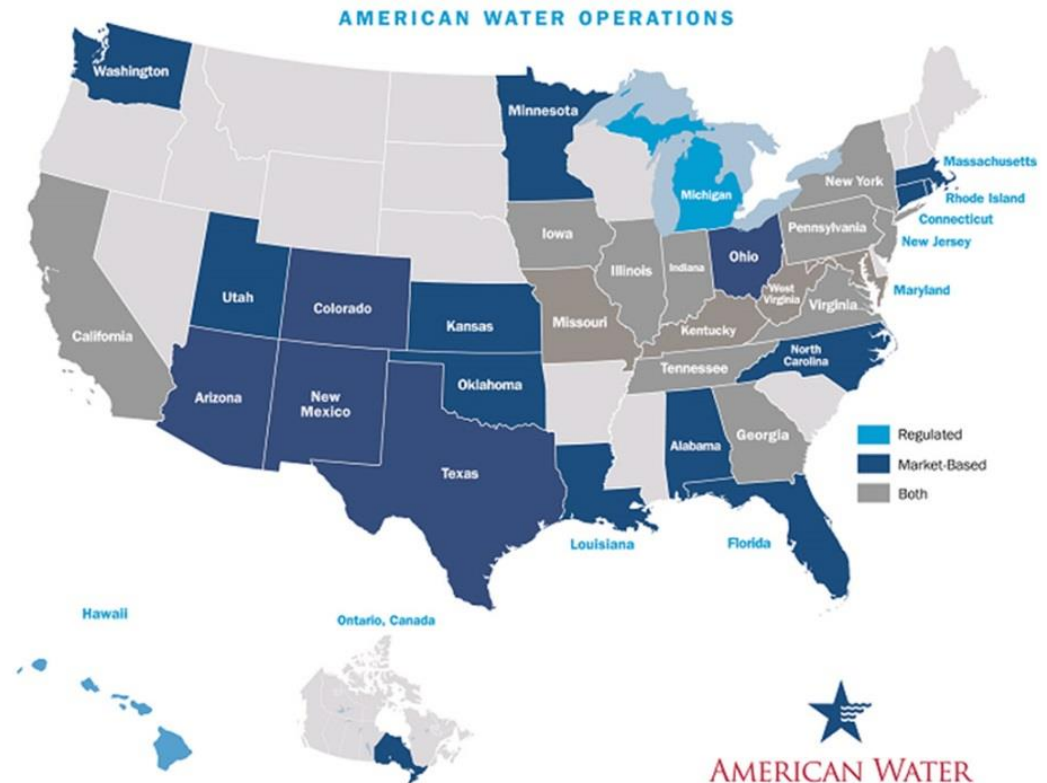 AMERICAN WATER OPERATIONS
Washington
Minnesota
Michigan
New York
Massachusetts
Rhode Island
Connecticut
New Jersey
Iowa
Pennsylvania
Illinois
Indiana
Ohio
West
Virginia
Virginia
Maryland
Utah
Colorado
Kansas
Missouri
Kentucky
California
North
Carolina
Tennessee
Arizona
New
Mexico
Oklahoma
Alabama
Georgia
Texas
Regulated
Market-Based
Both
Louisiana
Florida
Hawaii
Ontario, Canada
AMERICAN WATER